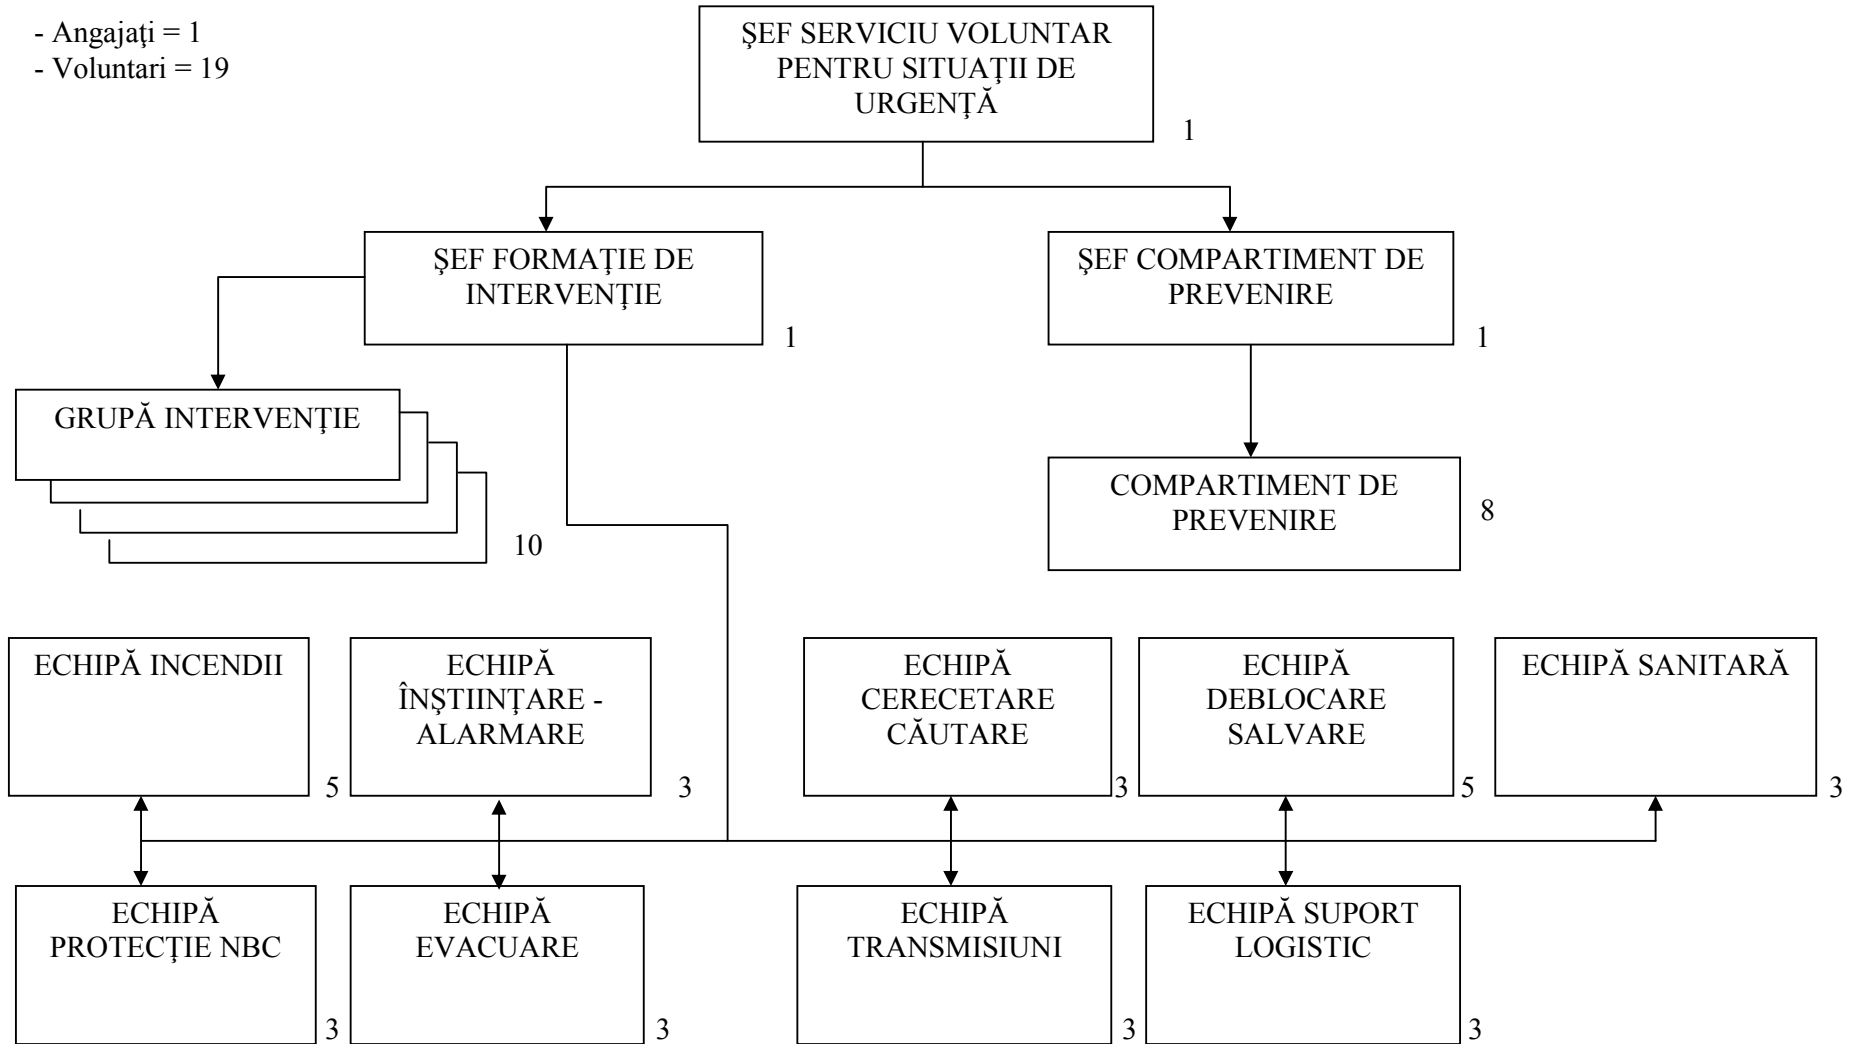 - Angajaţi = 1
- Voluntari = 19
ŞEF SERVICIU VOLUNTAR
PENTRU SITUAŢII DE
URGENŢĂ
1
ŞEF FORMAŢIE DE
INTERVENŢIE
1
ŞEF COMPARTIMENT DE
PREVENIRE
1
GRUPĂ INTERVENŢIE
10
COMPARTIMENT DE
PREVENIRE
8
ECHIPĂ INCENDII
5
ECHIPĂ
ÎNŞTIINŢARE -
ALARMARE
3
ECHIPĂ
CERECETARE
CĂUTARE
3
ECHIPĂ
DEBLOCARE
SALVARE
5
ECHIPĂ SANITARĂ
3
ECHIPĂ
PROTECŢIE NBC
3
ECHIPĂ
EVACUARE
3
ECHIPĂ
TRANSMISIUNI
3
ECHIPĂ SUPORT
LOGISTIC
3